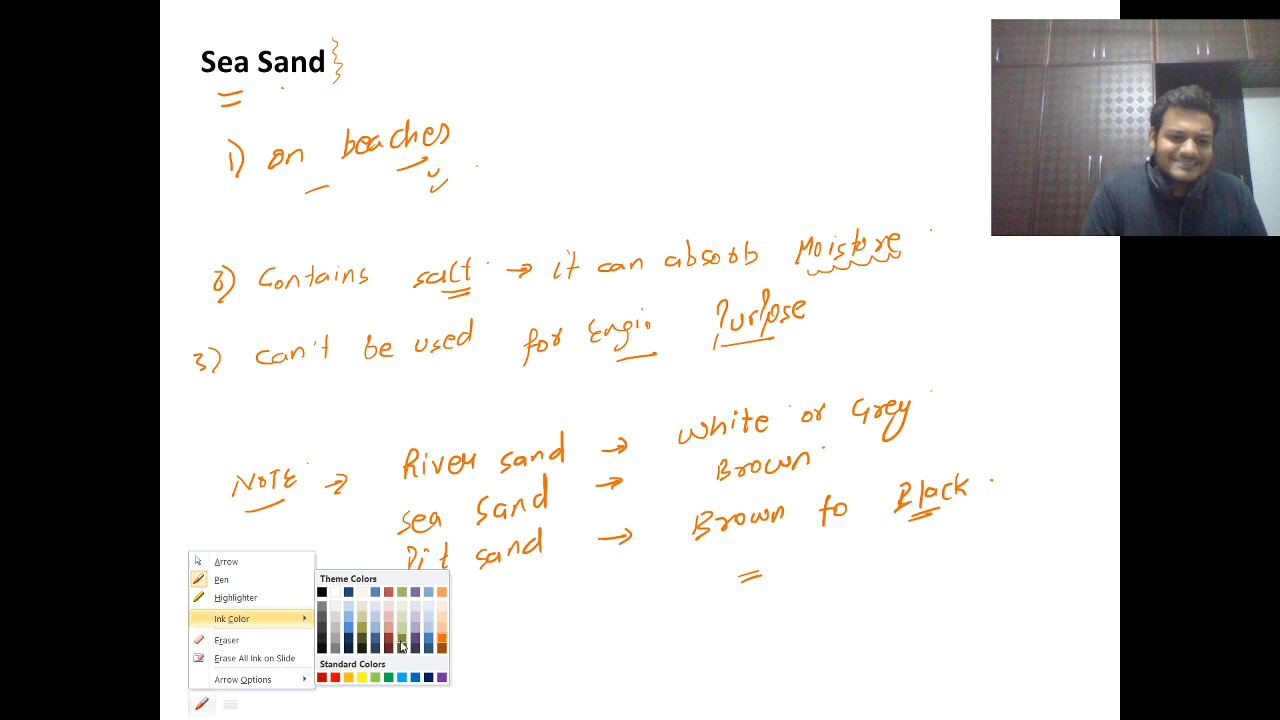 Sea Sand }
1) on beaches
2) Contains salt → it can absorb Moisture
3) can't be used for Engi. Purpose
NOTE → River sand → White or Grey
Sea sand → Brown
Pit sand → Brown to Black
Arrow
Pen
Highlighter
Ink Color
Eraser
Erase All Ink on Slide
Arrow Options
Theme Colors
Standard Colors